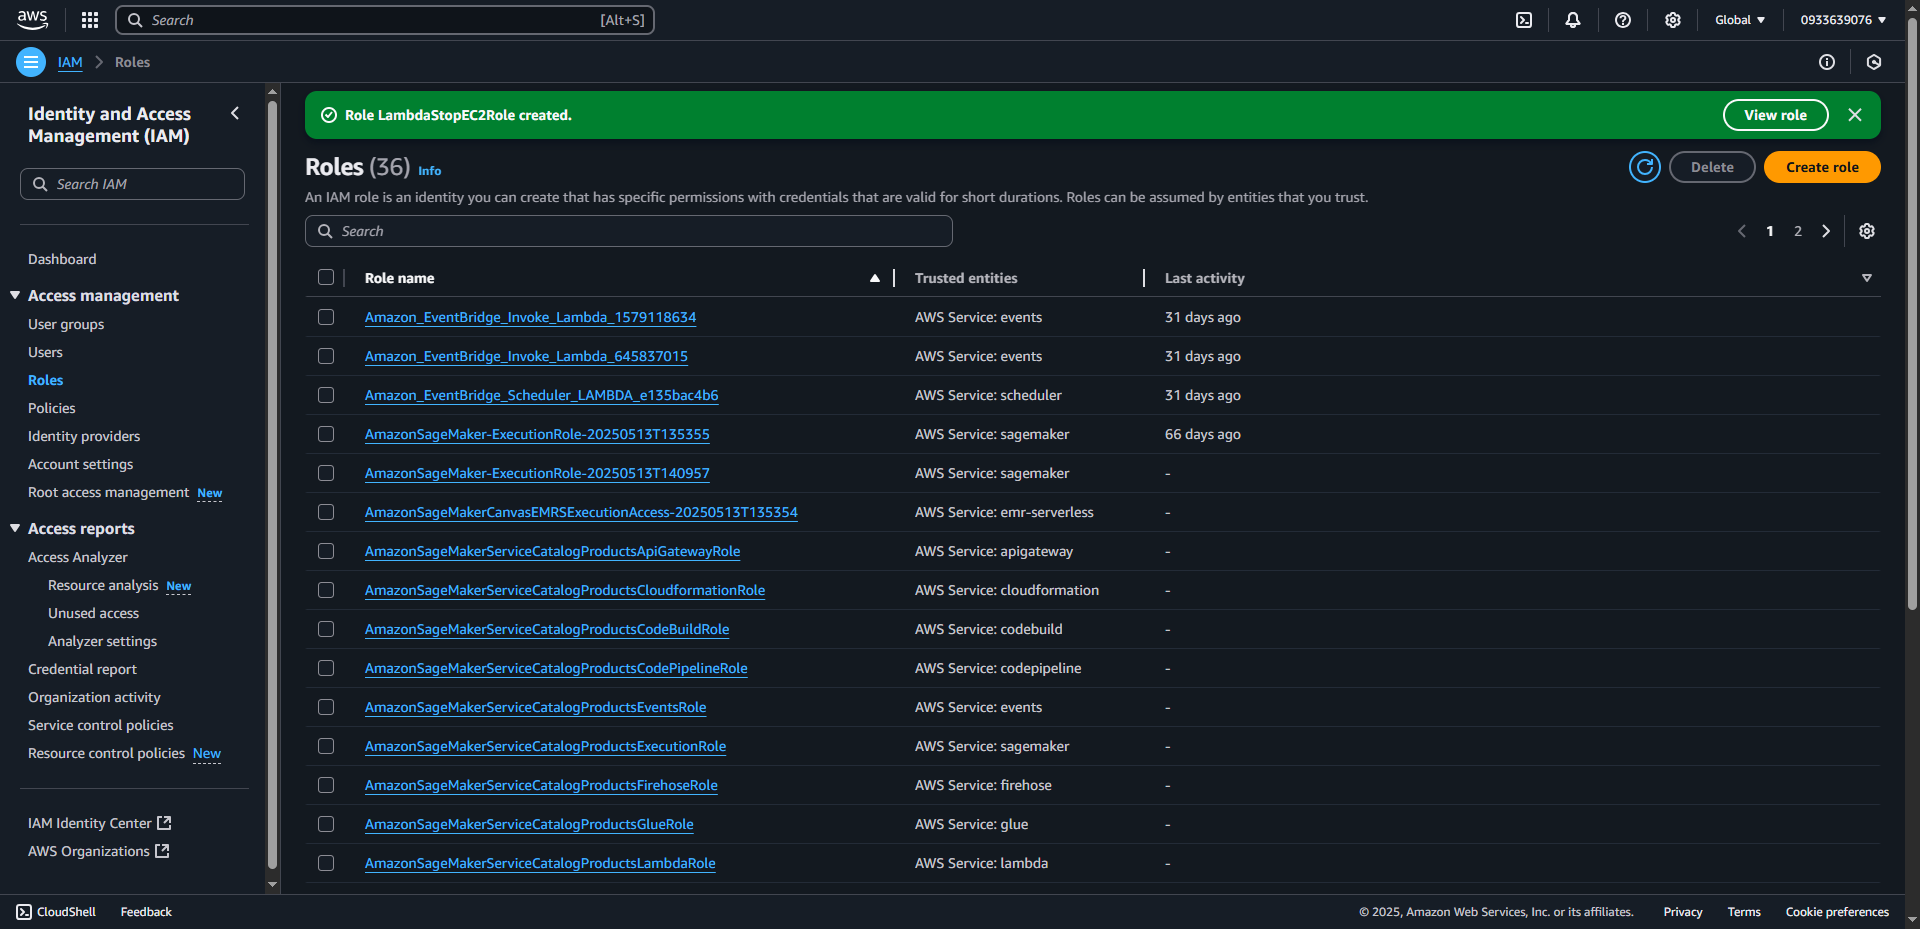 aws
Search [Alt+S]
Global
0933639076
IAM
Roles
Identity and Access Management (IAM)
Search IAM
Dashboard
Access management
User groups
Users
Roles
Policies
Identity providers
Account settings
Root access management New
Access reports
Access Analyzer
Resource analysis New
Unused access
Analyzer settings
Credential report
Organization activity
Service control policies
Resource control policies New
IAM Identity Center
AWS Organizations
Role LambdaStopEC2Role created.
View role
Roles (36) Info
Delete
Create role
An IAM role is an identity you can create that has specific permissions with credentials that are valid for short durations. Roles can be assumed by entities that you trust.
Search
1 2
Role name Trusted entities Last activity
Amazon_EventBridge_Invoke_Lambda_1579118634 AWS Service: events 31 days ago
Amazon_EventBridge_Invoke_Lambda_645837015 AWS Service: events 31 days ago
Amazon_EventBridge_Scheduler_LAMBDA_e135bac4b6 AWS Service: scheduler 31 days ago
AmazonSageMaker-ExecutionRole-20250513T135355 AWS Service: sagemaker 66 days ago
AmazonSageMaker-ExecutionRole-20250513T140957 AWS Service: sagemaker -
AmazonSageMakerCanvasEMRSExecutionAccess-20250513T135354 AWS Service: emr-serverless -
AmazonSageMakerServiceCatalogProductsApiGatewayRole AWS Service: apigateway -
AmazonSageMakerServiceCatalogProductsCloudformationRole AWS Service: cloudformation -
AmazonSageMakerServiceCatalogProductsCodeBuildRole AWS Service: codebuild -
AmazonSageMakerServiceCatalogProductsCodePipelineRole AWS Service: codepipeline -
AmazonSageMakerServiceCatalogProductsEventsRole AWS Service: events -
AmazonSageMakerServiceCatalogProductsExecutionRole AWS Service: sagemaker -
AmazonSageMakerServiceCatalogProductsFirehoseRole AWS Service: firehose -
AmazonSageMakerServiceCatalogProductsGlueRole AWS Service: glue -
AmazonSageMakerServiceCatalogProductsLambdaRole AWS Service: lambda -
CloudShell Feedback © 2025, Amazon Web Services, Inc. or its affiliates. Privacy Terms Cookie preferences